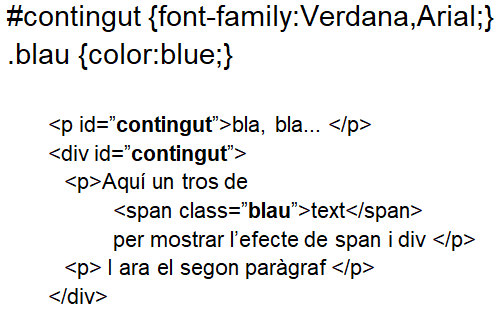 #contingut {font-family:Verdana,Arial;}
.blau {color:blue;}
<p id=”contingut”>bla, bla... </p>
<div id=”contingut”>
<p>Aquí un tros de
<span class=”blau”>text</span>
per mostrar l’efecte de span i div </p>
<p> I ara el segon paràgraf </p>
</div>